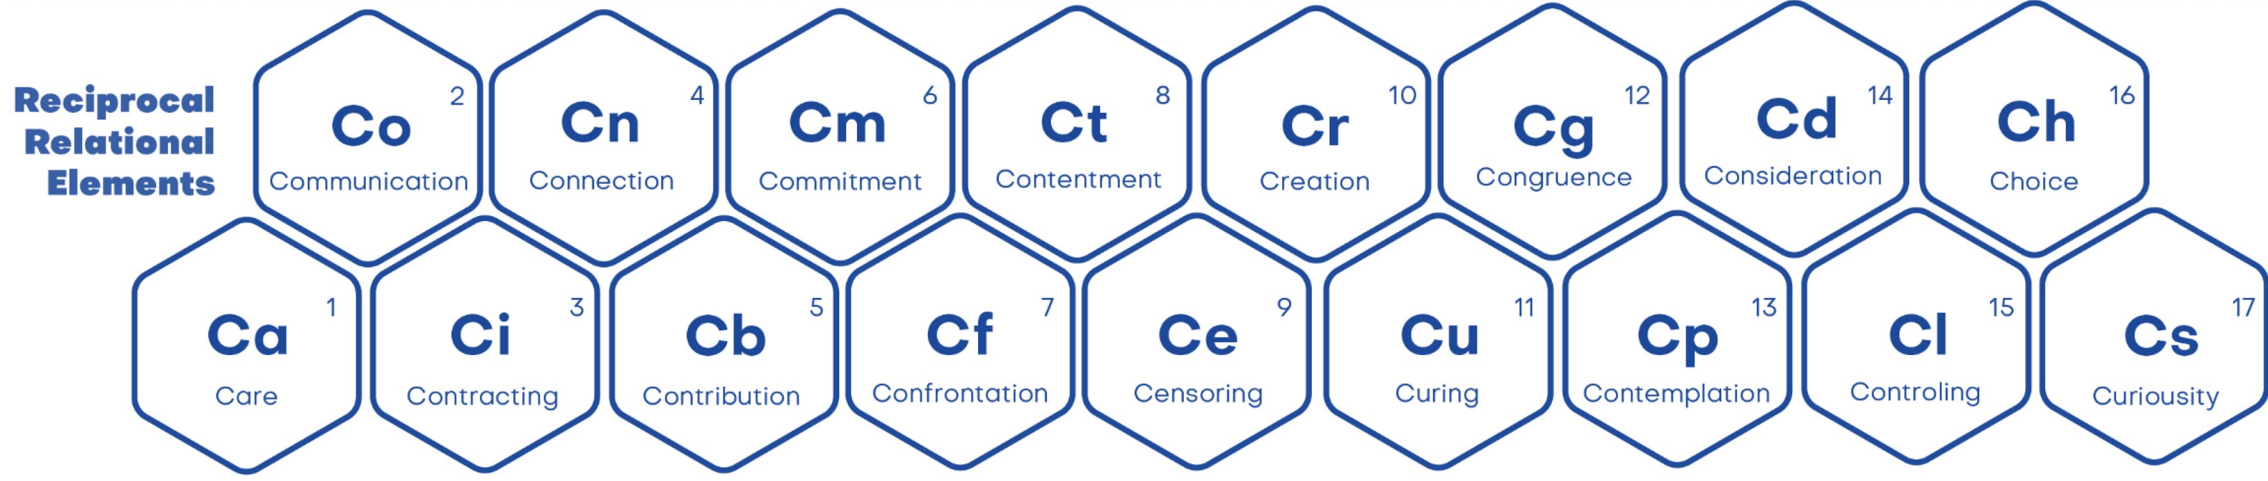 Reciprocal
Relational
Elements
Co 2
Communication
Cn 4
Connection
Cm 6
Commitment
Ct 8
Contentment
Cr 10
Creation
Cg 12
Congruence
Cd 14
Consideration
Ch 16
Choice
Ca 1
Care
Ci 3
Contracting
Cb 5
Contribution
Cf 7
Confrontation
Ce 9
Censoring
Cu 11
Curing
Cp 13
Contemplation
Cl 15
Controling
Cs 17
Curiousity